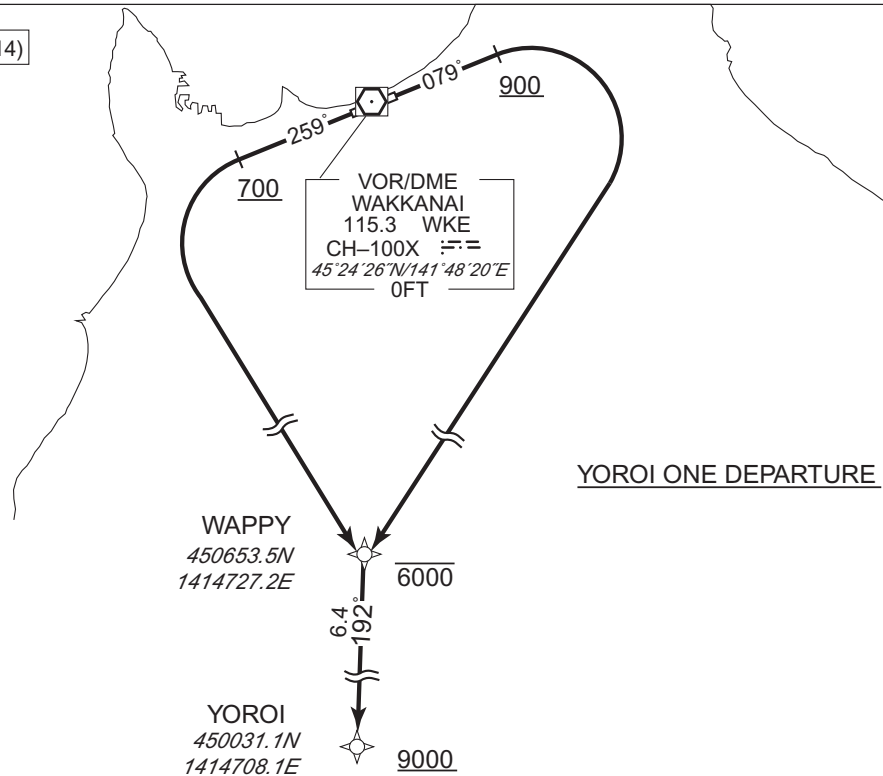 14)
079°
900
259°
700
VOR/DME
WAKKANAI
115.3 WKE
CH–100X
45°24´26˝N/141°48´20˝E
0FT
YOROI ONE DEPARTURE
WAPPY
450653.5N
1414727.2E
6000
6.4
192°
YOROI
450031.1N
1414708.1E
9000